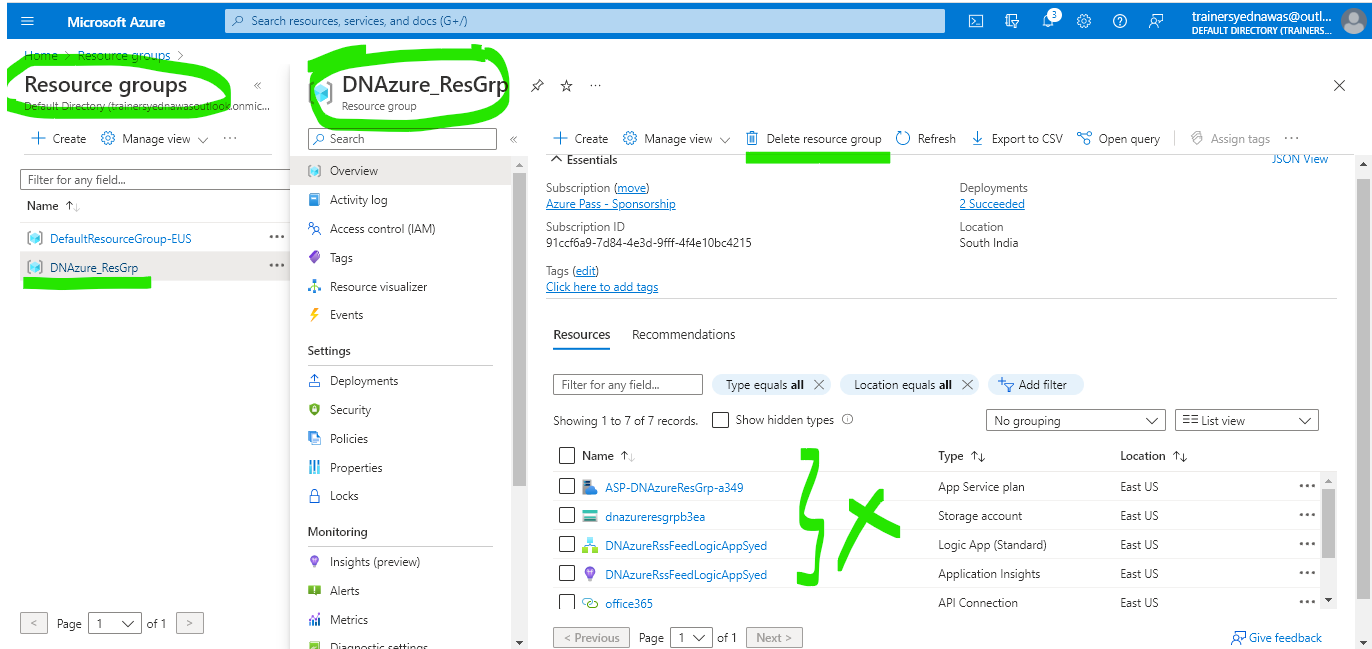 Microsoft Azure
Search resources, services, and docs (G+/)
3
trainersyednawas@outl...
DEFAULT DIRECTORY (TRAINERS...
Home > Resource groups >
Resource groups
«
Default Directory (trainersyednawasoutlook.onmic...
+ Create Manage view ...
Filter for any field...
Name ↑↓
DefaultResourceGroup-EUS ...
DNAzure_ResGrp ...
< Page 1 of 1 >
DNAzure_ResGrp ...
Resource group
Search «
Overview
Activity log
Access control (IAM)
Tags
Resource visualizer
Events
Settings
Deployments
Security
Policies
Properties
Locks
Monitoring
Insights (preview)
Alerts
Metrics
Diagnostic settings
+ Create Manage view Delete resource group Refresh Export to CSV Open query Assign tags ...
Essentials JSON View
Subscription (move)
Azure Pass - Sponsorship
Subscription ID
91ccf6a9-7d84-4e3d-9fff-4f4e10bc4215
Tags (edit)
Click here to add tags
Deployments
2 Succeeded
Location
South India
Resources Recommendations
Filter for any field... Type equals all Location equals all Add filter
Showing 1 to 7 of 7 records. Show hidden types No grouping List view
Name ↑↓ Type ↑↓ Location ↑↓
ASP-DNAzureResGrp-a349 App Service plan East US ...
dnazureresgrpb3ea Storage account East US ...
DNAzureRssFeedLogicAppSyed Logic App (Standard) East US ...
DNAzureRssFeedLogicAppSyed Application Insights East US ...
office365 API Connection East US ...
} X
< Previous Page 1 of 1 Next >
Give feedback